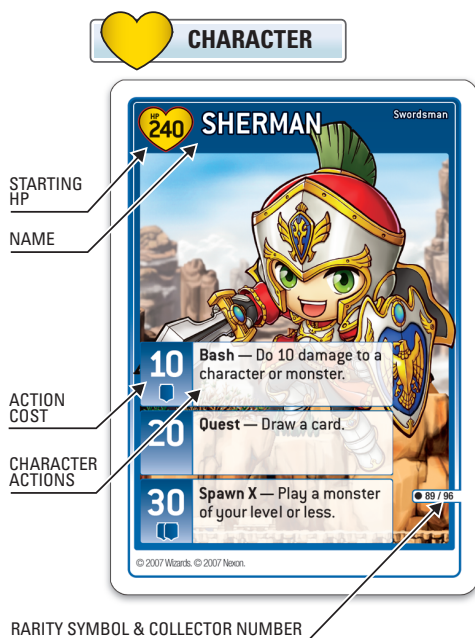 CHARACTER
HP
240
SHERMAN
Swordsman
STARTING
HP
NAME
10
Bash — Do 10 damage to a
character or monster.
ACTION
COST
20
Quest — Draw a card.
CHARACTER
ACTIONS
30
Spawn X — Play a monster
of your level or less.
89 / 96
© 2007 Wizards. © 2007 Nexon.
RARITY SYMBOL & COLLECTOR NUMBER